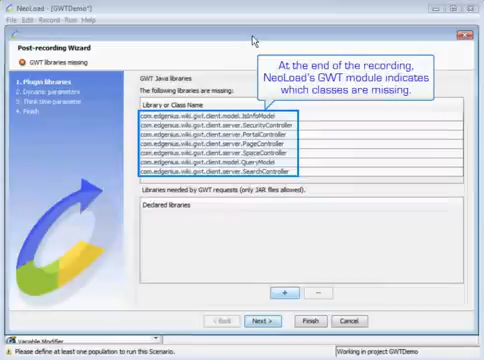 NeoLoad - "GWTDemo"
File Edit Record Run Help
Post-recording Wizard
GWT libraries missing
1. Plugin libraries
2. Dynamic parameters
3. Think time parameter
4. Finish
GWT Java libraries
The following libraries are missing:
Library or Class Name
com.edgenius.wiki.gwt.client.model.JsInfoModel
com.edgenius.wiki.gwt.client.server.SecurityController
com.edgenius.wiki.gwt.client.server.PortalController
com.edgenius.wiki.gwt.client.server.PageController
com.edgenius.wiki.gwt.client.server.SpaceController
com.edgenius.wiki.gwt.client.model.QueryModel
com.edgenius.wiki.gwt.client.server.SearchController
At the end of the recording,
NeoLoad's GWT module indicates
which classes are missing.
Libraries needed by GWT requests (only JAR files allowed).
Declared libraries
+ -
< Back Next > Finish Cancel
Variable Modifier
Please define at least one population to run this Scenario.
Working in project GWTDemo